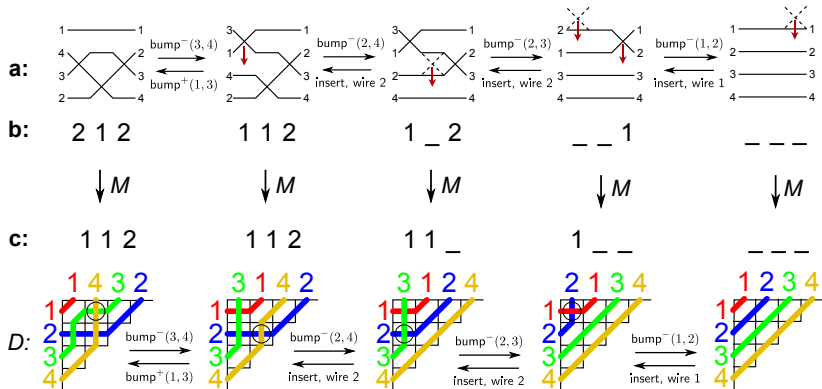 a:
1 1
4 2
3 3
2 4
bump⁻(3, 4)
bump⁺(1, 3)
3 1
1 2
4 3
2 4
bump⁻(2, 4)
insert, wire 2
3 1
1 2
2 3
4 4
bump⁻(2, 3)
insert, wire 2
2 1
1 2
3 3
4 4
bump⁻(1, 2)
insert, wire 1
1 1
2 2
3 3
4 4
b: 2 1 2 1 1 2 1 _ 2 _ _ 1 _ _ _
M M M M
c: 1 1 2 1 1 2 1 1 _ 1 _ _ _ _ _
D:
1 4 3 2
1
2
3
4
bump⁻(3, 4)
bump⁺(1, 3)
3 1 4 2
1
2
3
4
bump⁻(2, 4)
insert, wire 2
3 1 2 4
1
2
3
4
bump⁻(2, 3)
insert, wire 2
2 1 3 4
1
2
3
4
bump⁻(1, 2)
insert, wire 1
1 2 3 4
1
2
3
4